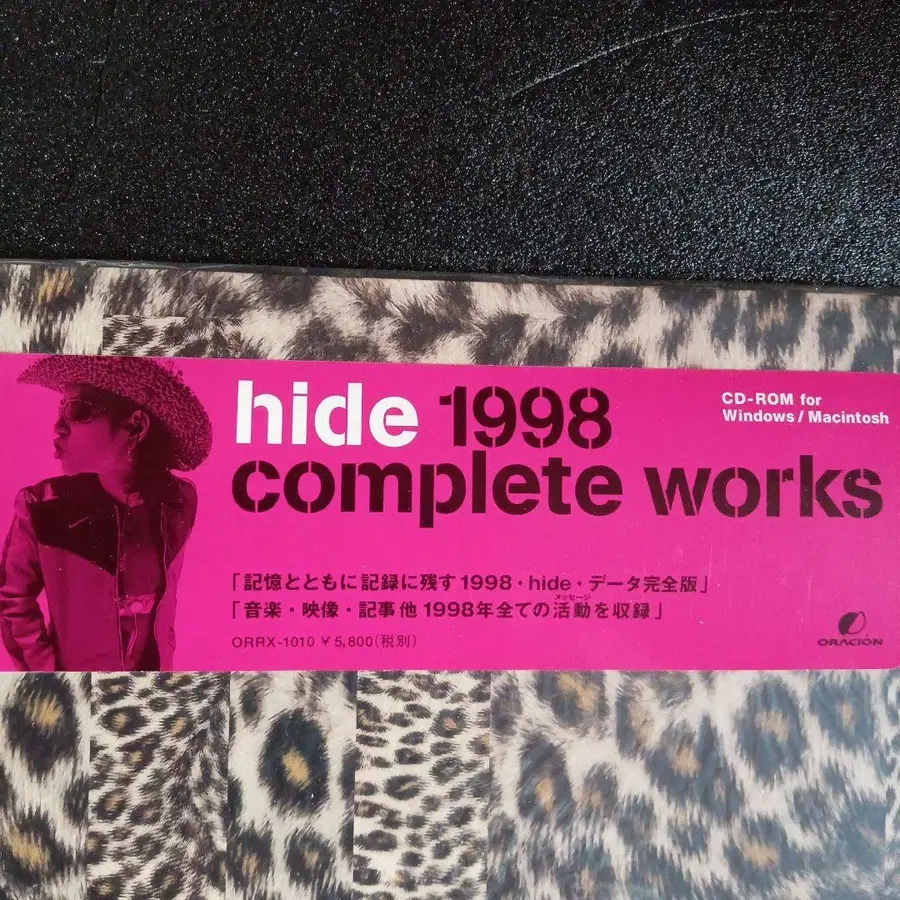 hide 1998
complete works
CD-ROM for
Windows / Macintosh
「記憶とともに記録に残す1998・hide・データ完全版」
メッセージ
「音楽・映像・記事他1998年全ての活動を収録」
ORRX-1010 ¥5,800(税別)
ORACION